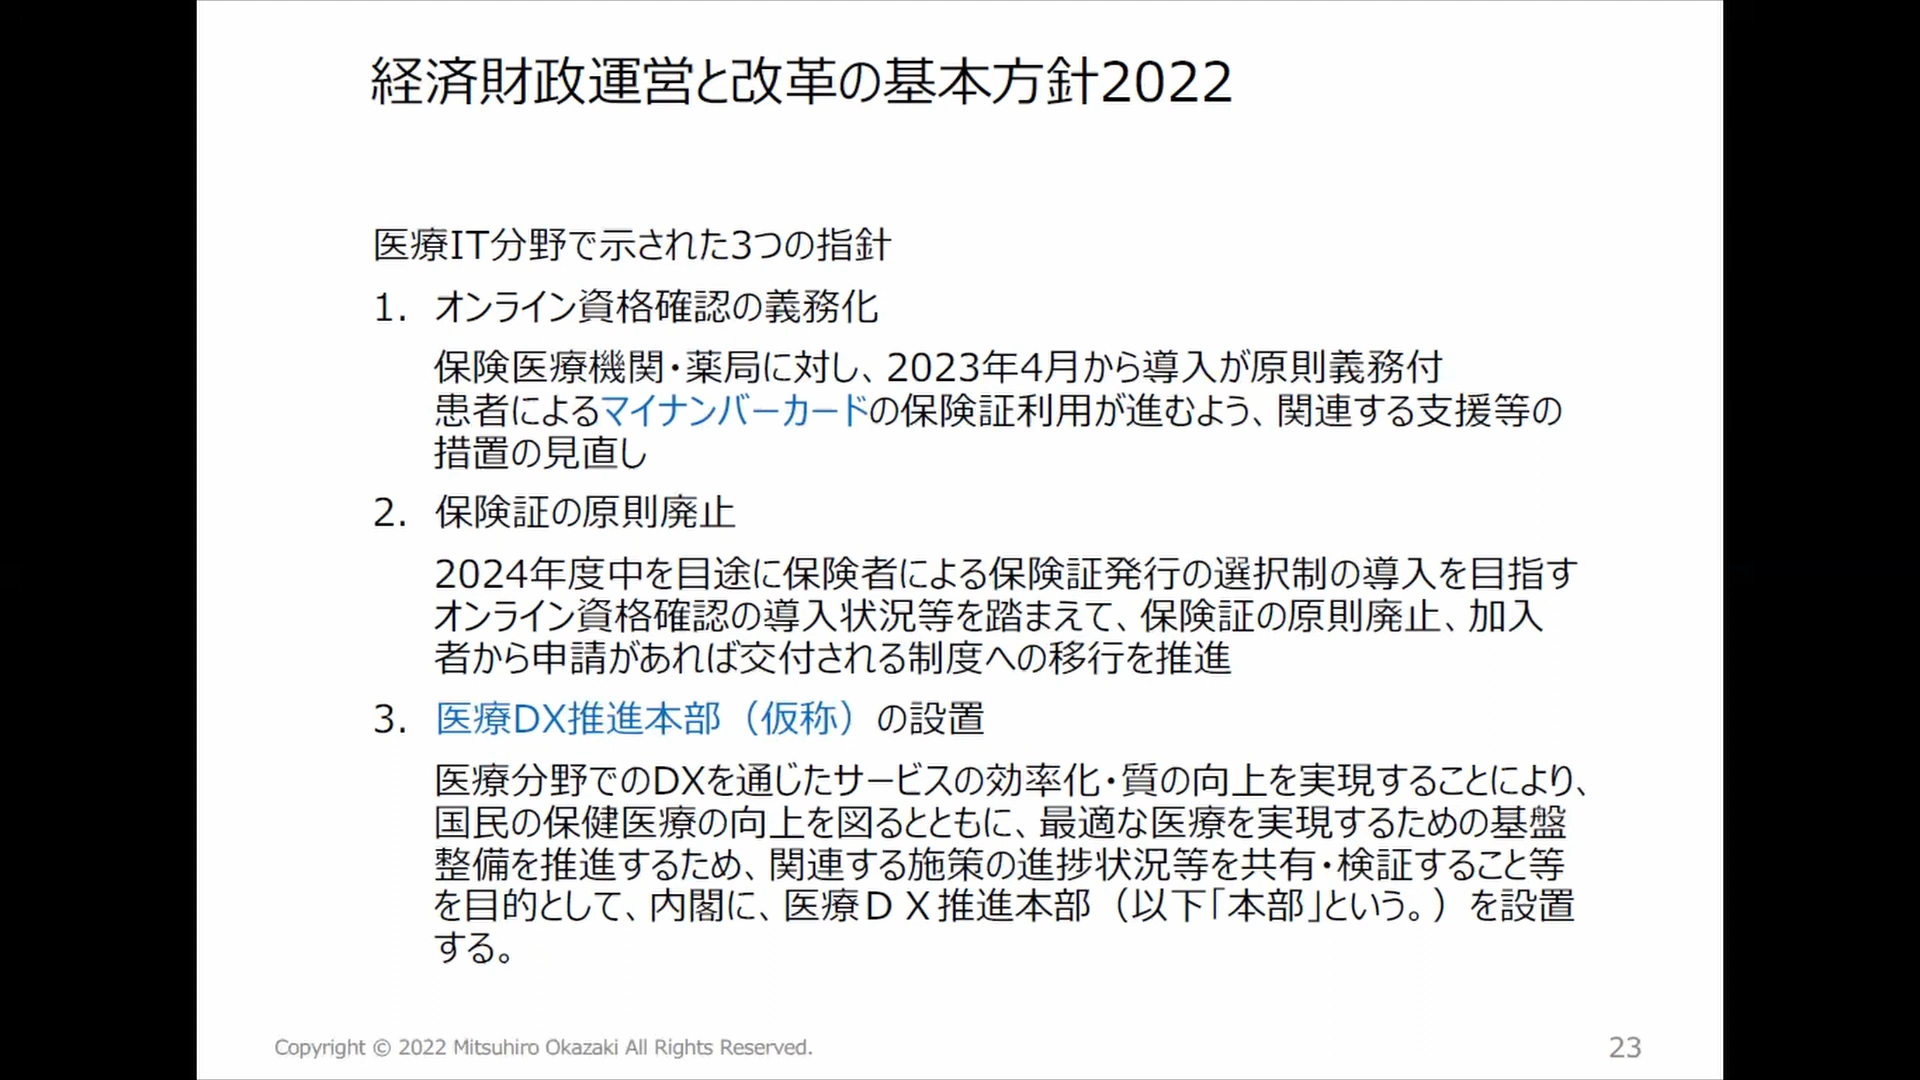 経済財政運営と改革の基本方針2022
医療IT分野で示された3つの指針
1. オンライン資格確認の義務化
保険医療機関・薬局に対し、2023年4月から導入が原則義務付
患者によるマイナンバーカードの保険証利用が進むよう、関連する支援等の
措置の見直し
2. 保険証の原則廃止
2024年度中を目途に保険者による保険証発行の選択制の導入を目指す
オンライン資格確認の導入状況等を踏まえて、保険証の原則廃止、加入
者から申請があれば交付される制度への移行を推進
3. 医療DX推進本部（仮称）の設置
医療分野でのDXを通じたサービスの効率化・質の向上を実現することにより、
国民の保健医療の向上を図るとともに、最適な医療を実現するための基盤
整備を推進するため、関連する施策の進捗状況等を共有・検証すること等
を目的として、内閣に、医療ＤＸ推進本部（以下「本部」という。）を設置
する。
Copyright © 2022 Mitsuhiro Okazaki All Rights Reserved.
23